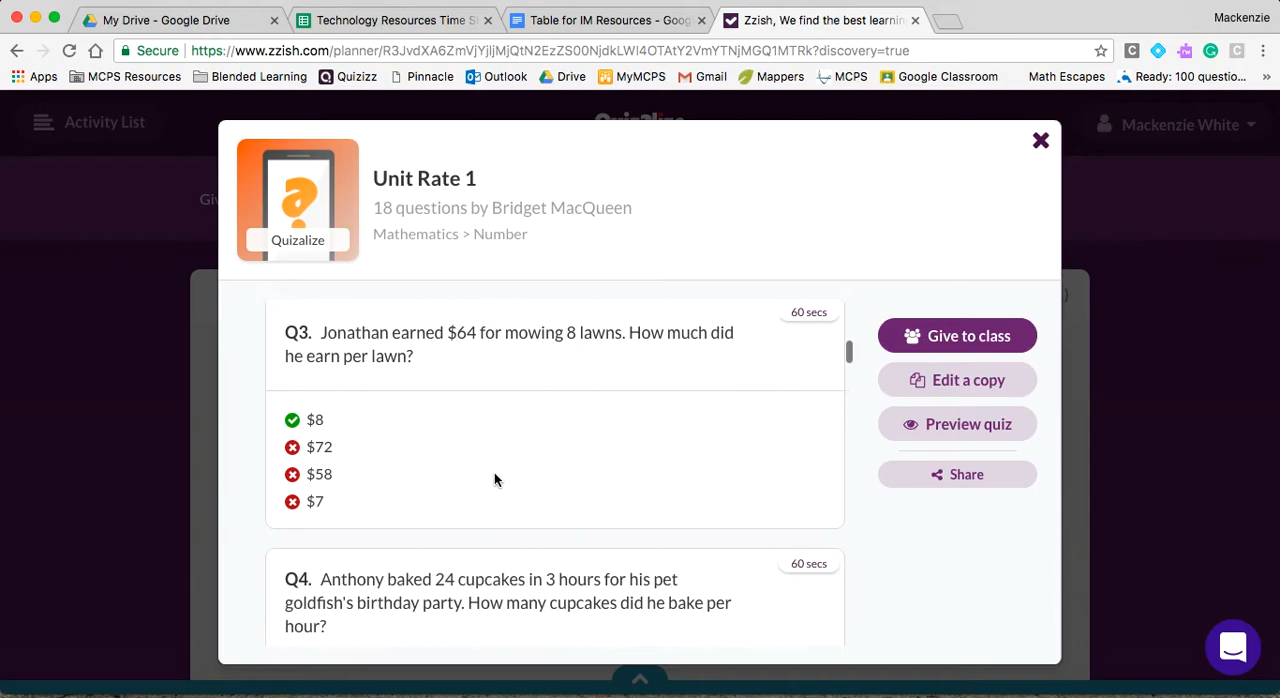 My Drive - Google Drive
Technology Resources Time S
Table for IM Resources - Goog
Zzish, We find the best learnin
Mackenzie
Secure
https://www.zzish.com/planner/R3JvdXA6ZmVjYjljMjQtN2EzZS00NjdkLWI4OTAtY2VmYTNjMGQ1MTRk?discovery=true
Apps
MCPS Resources
Blended Learning
Quizizz
Pinnacle
Outlook
Drive
MyMCPS
Gmail
Mappers
MCPS
Google Classroom
Math Escapes
Ready: 100 questio...
Activity List
Mackenzie White
Unit Rate 1
18 questions by Bridget MacQueen
Mathematics > Number
Quizalize
60 secs
Q3. Jonathan earned $64 for mowing 8 lawns. How much did
he earn per lawn?
$8
$72
$58
$7
60 secs
Q4. Anthony baked 24 cupcakes in 3 hours for his pet
goldfish's birthday party. How many cupcakes did he bake per
hour?
Give to class
Edit a copy
Preview quiz
Share